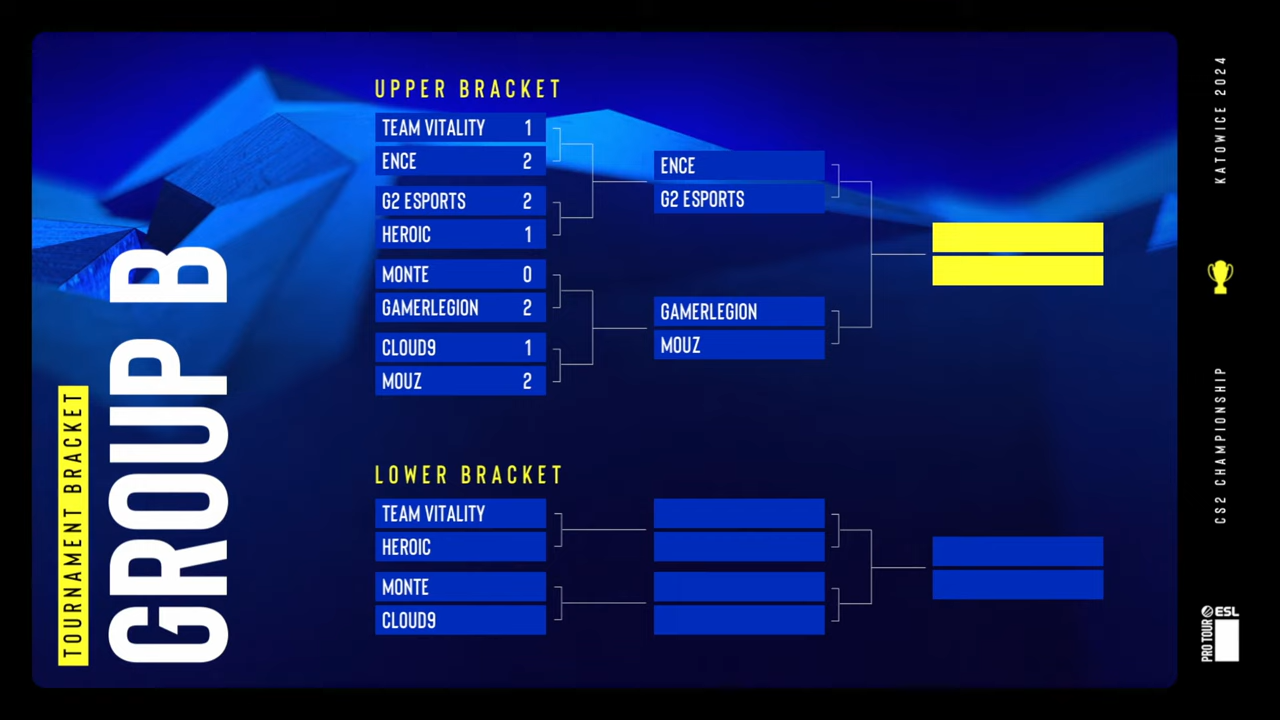 UPPER BRACKET
TEAM VITALITY 1
ENCE 2
G2 ESPORTS 2
HEROIC 1
MONTE 0
GAMERLEGION 2
CLOUD9 1
MOUZ 2
ENCE
G2 ESPORTS
GAMERLEGION
MOUZ
LOWER BRACKET
TEAM VITALITY
HEROIC
MONTE
CLOUD9
TOURNAMENT BRACKET
GROUP B
KATOWICE 2024
CS2 CHAMPIONSHIP
ESL
PRO TOUR